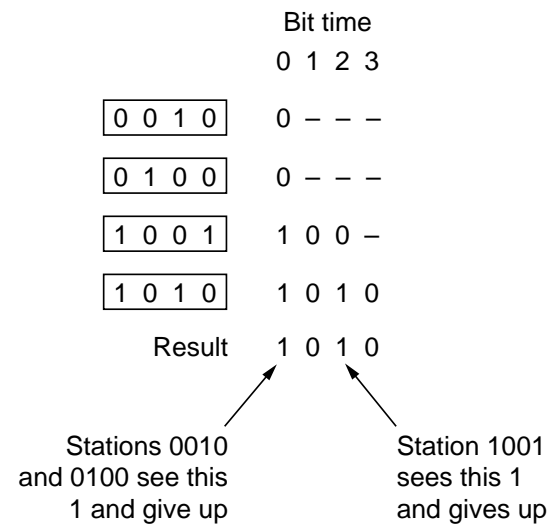 Bit time
0 1 2 3
0 0 1 0 0 – – –
0 1 0 0 0 – – –
1 0 0 1 1 0 0 –
1 0 1 0 1 0 1 0
Result 1 0 1 0
Stations 0010
and 0100 see this
1 and give up
Station 1001
sees this 1
and gives up